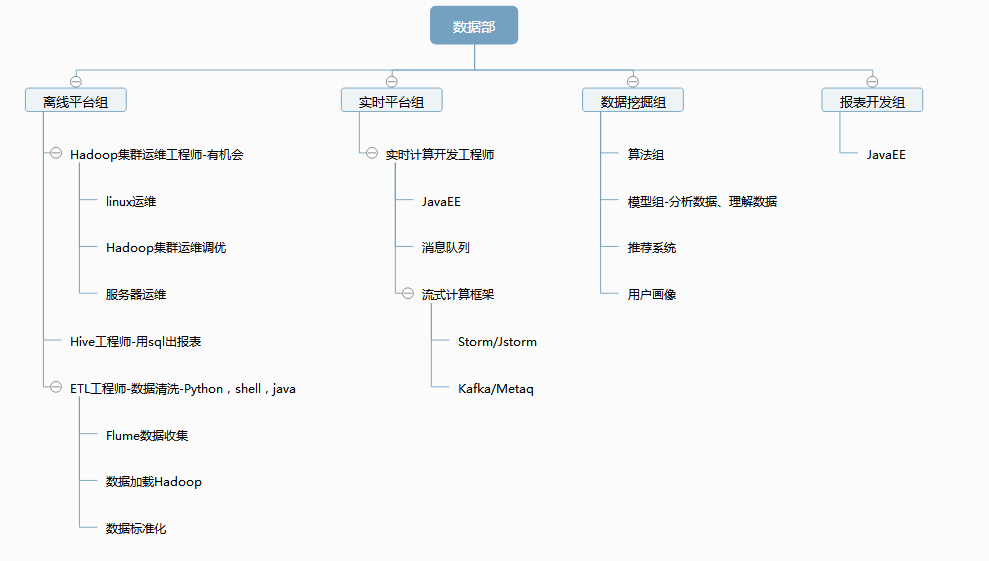 数据部
离线平台组
Hadoop集群运维工程师-有机会
linux运维
Hadoop集群运维调优
服务器运维
Hive工程师-用sql出报表
ETL工程师-数据清洗-Python，shell，java
Flume数据收集
数据加载Hadoop
数据标准化
实时平台组
实时计算开发工程师
JavaEE
消息队列
流式计算框架
Storm/Jstorm
Kafka/Metaq
数据挖掘组
算法组
模型组-分析数据、理解数据
推荐系统
用户画像
报表开发组
JavaEE